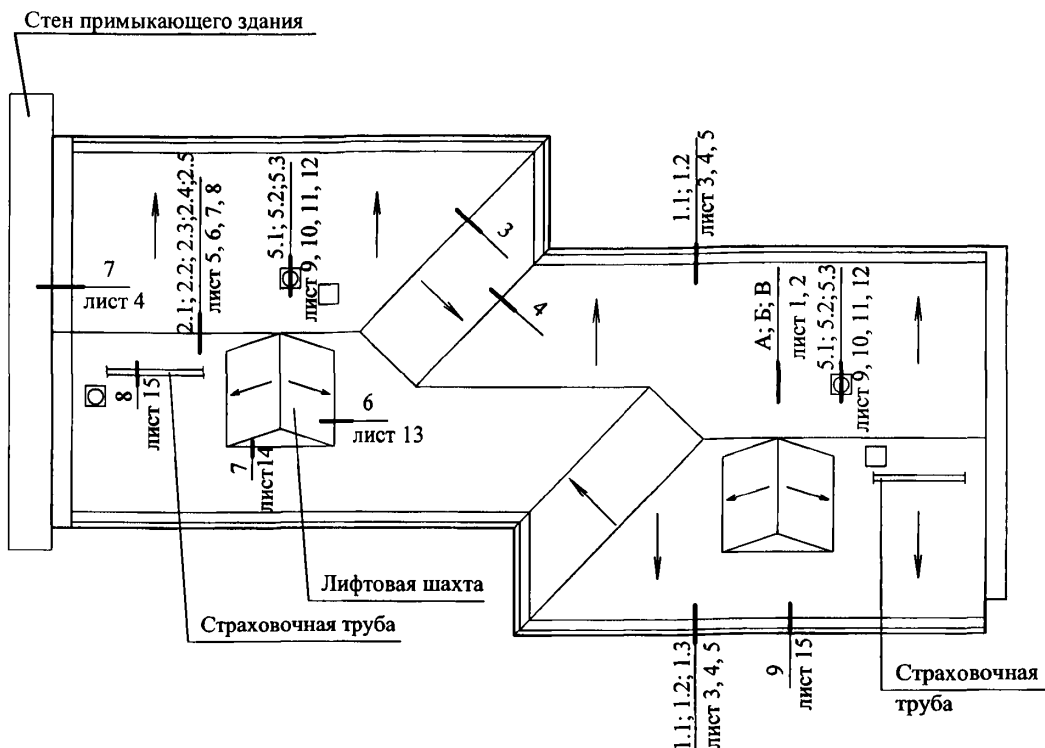 Стен примыкающего здания
2.1; 2.2; 2.3;2.4;2.5
лист 5, 6, 7, 8
5.1; 5.2;5.3
лист 9, 10, 11, 12
1.1; 1.2
лист 3, 4, 5
3
4
7
лист 4
А; Б; В
лист 1, 2
5.1; 5.2;5.3
лист 9, 10, 11, 12
8
лист 15
6
лист 13
7
лист14
Лифтовая шахта
Страховочная труба
1.1; 1.2; 1.3
лист 3, 4, 5
9
лист 15
Страховочная
труба